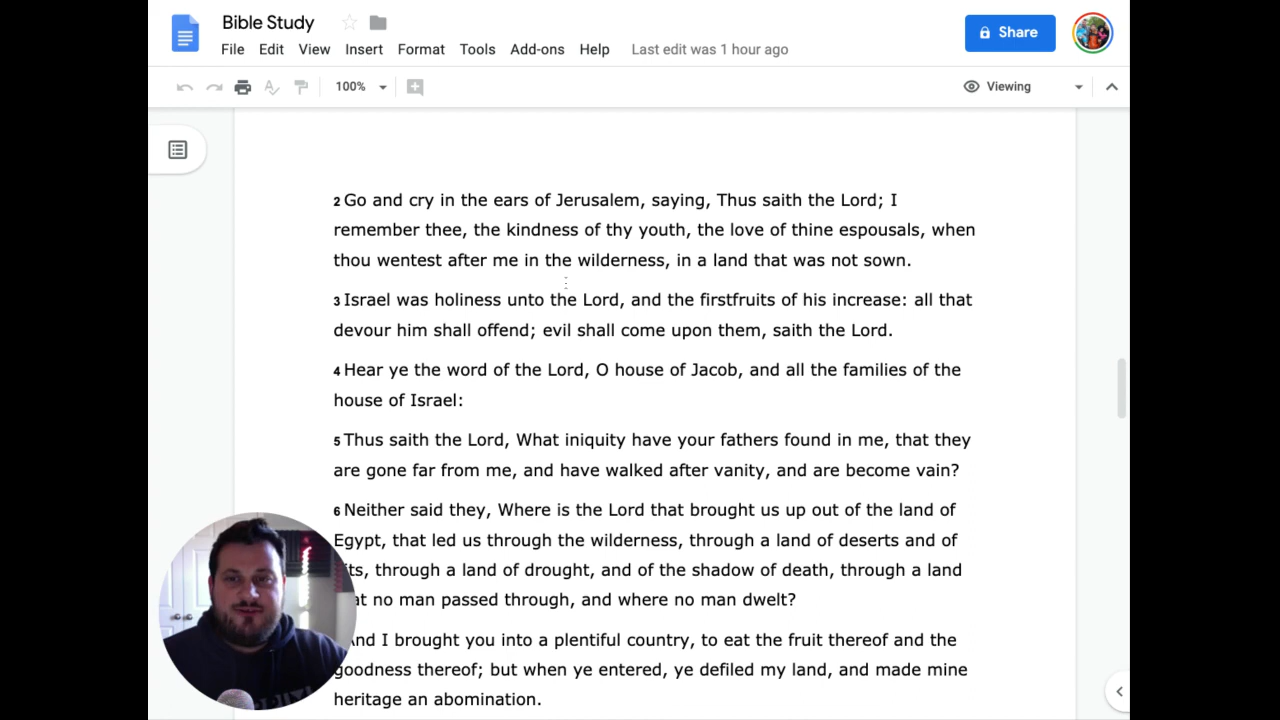 Bible Study
File Edit View Insert Format Tools Add-ons Help Last edit was 1 hour ago
Share
100%
Viewing
2 Go and cry in the ears of Jerusalem, saying, Thus saith the Lord; I
remember thee, the kindness of thy youth, the love of thine espousals, when
thou wentest after me in the wilderness, in a land that was not sown.
3 Israel was holiness unto the Lord, and the firstfruits of his increase: all that
devour him shall offend; evil shall come upon them, saith the Lord.
4 Hear ye the word of the Lord, O house of Jacob, and all the families of the
house of Israel:
5 Thus saith the Lord, What iniquity have your fathers found in me, that they
are gone far from me, and have walked after vanity, and are become vain?
6 Neither said they, Where is the Lord that brought us up out of the land of
Egypt, that led us through the wilderness, through a land of deserts and of
through a land of drought, and of the shadow of death, through a land
no man passed through, and where no man dwelt?
I brought you into a plentiful country, to eat the fruit thereof and the
goodness thereof; but when ye entered, ye defiled my land, and made mine
heritage an abomination.